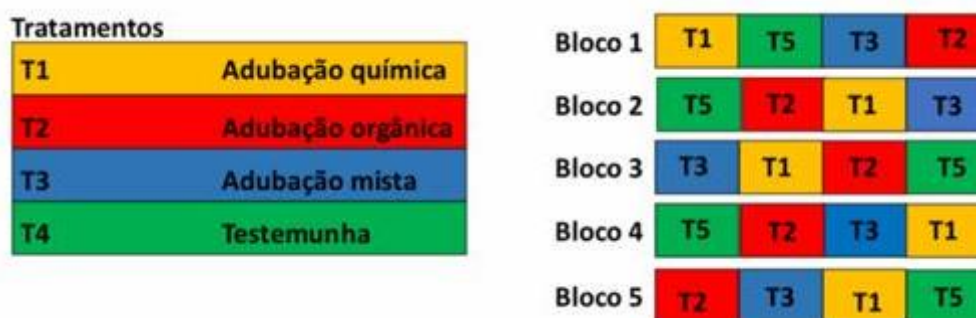 Tratamentos
T1 Adubação química
T2 Adubação orgânica
T3 Adubação mista
T4 Testemunha
Bloco 1 T1 T5 T3 T2
Bloco 2 T5 T2 T1 T3
Bloco 3 T3 T1 T2 T5
Bloco 4 T5 T2 T3 T1
Bloco 5 T2 T3 T1 T5